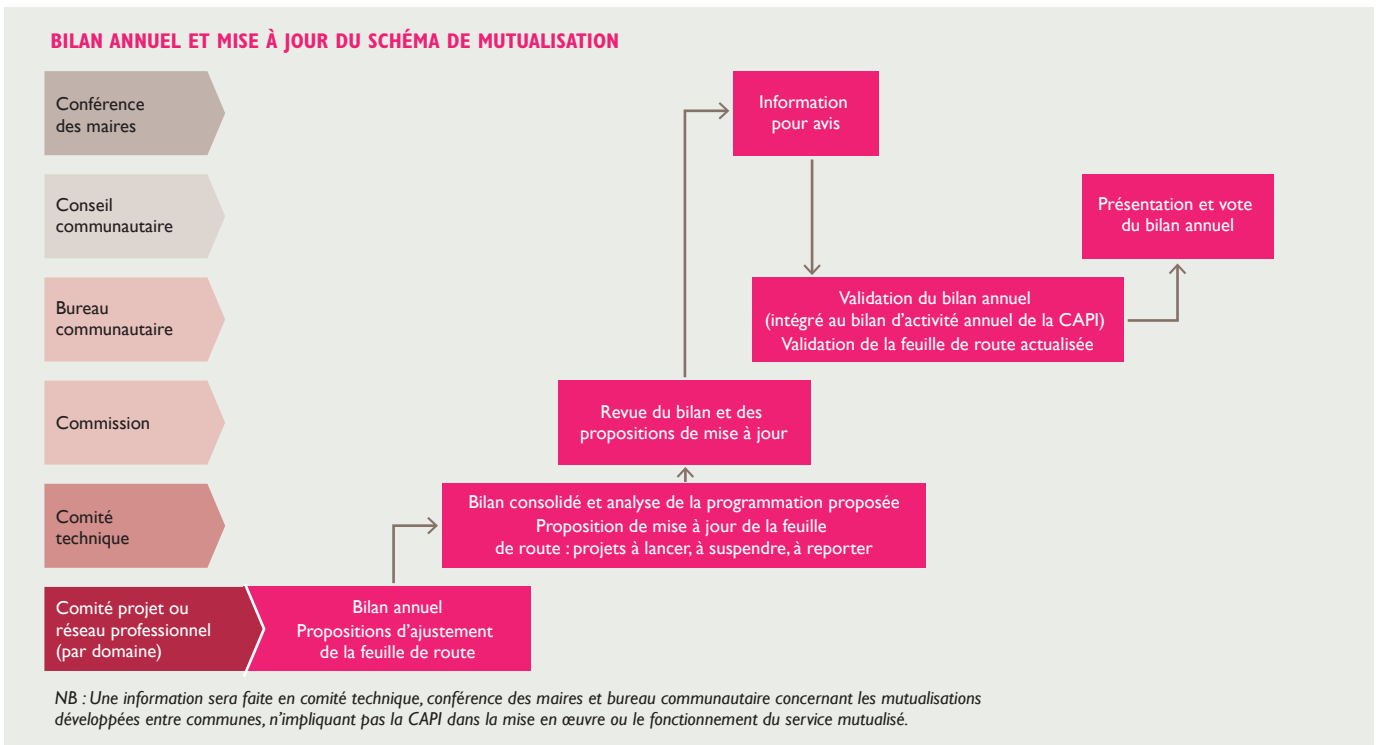 BILAN ANNUEL ET MISE À JOUR DU SCHÉMA DE MUTUALISATION
Conférence
des maires
Information
pour avis
Conseil
communautaire
Présentation et vote
du bilan annuel
Bureau
communautaire
Validation du bilan annuel
(intégré au bilan d’activité annuel de la CAPI)
Validation de la feuille de route actualisée
Commission
Revue du bilan et des
propositions de mise à jour
Comité
technique
Bilan consolidé et analyse de la programmation proposée
Proposition de mise à jour de la feuille
de route : projets à lancer, à suspendre, à reporter
Comité projet ou
réseau professionnel
(par domaine)
Bilan annuel
Propositions d’ajustement
de la feuille de route
NB : Une information sera faite en comité technique, conférence des maires et bureau communautaire concernant les mutualisations
développées entre communes, n’impliquant pas la CAPI dans la mise en œuvre ou le fonctionnement du service mutualisé.